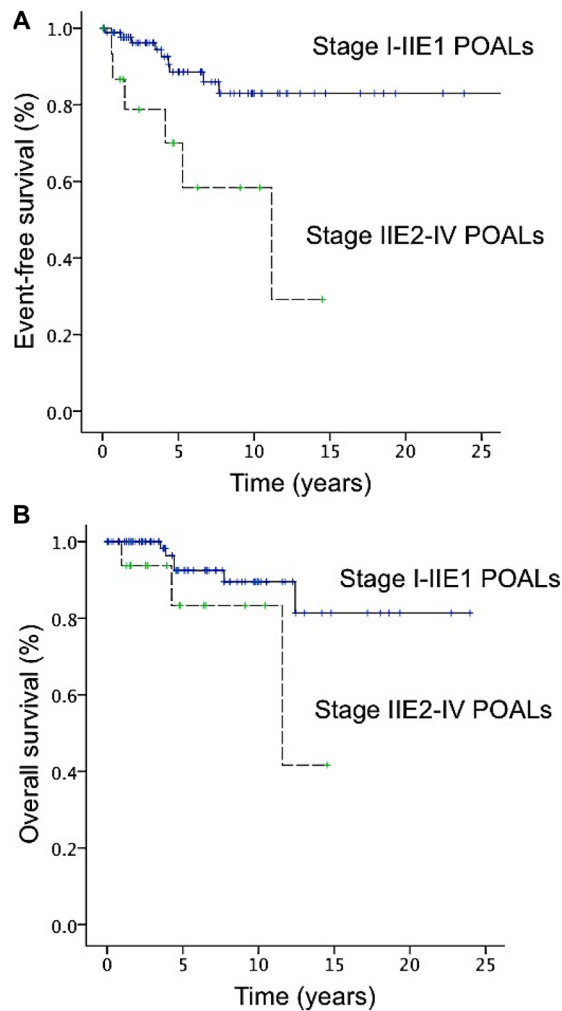 A
1.0
0.8
0.6
0.4
0.2
0.0
Event-free survival (%)
Stage I-IIE1 POALs
Stage IIE2-IV POALs
0 5 10 15 20 25
Time (years)
B
1.0
0.8
0.6
0.4
0.2
0.0
Overall survival (%)
Stage I-IIE1 POALs
Stage IIE2-IV POALs
0 5 10 15 20 25
Time (years)